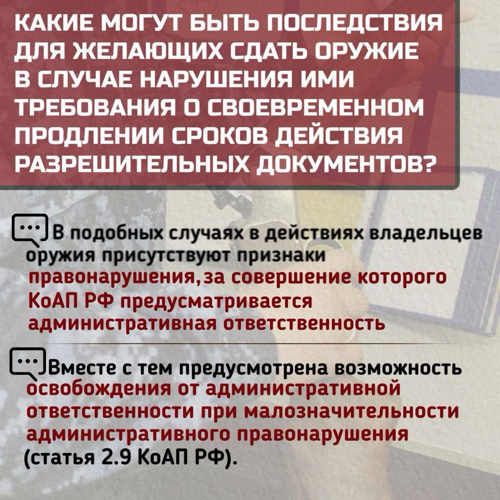 КАКИЕ МОГУТ БЫТЬ ПОСЛЕДСТВИЯ
ДЛЯ ЖЕЛАЮЩИХ СДАТЬ ОРУЖИЕ
В СЛУЧАЕ НАРУШЕНИЯ ИМИ
ТРЕБОВАНИЯ О СВОЕВРЕМЕННОМ
ПРОДЛЕНИИ СРОКОВ ДЕЙСТВИЯ
РАЗРЕШИТЕЛЬНЫХ ДОКУМЕНТОВ?
В подобных случаях в действиях владельцев
оружия присутствуют признаки
правонарушения, за совершение которого
КоАП РФ предусматривается
административная ответственность
Вместе с тем предусмотрена возможность
освобождения от административной
ответственности при малозначительности
административного правонарушения
(статья 2.9 КоАП РФ).